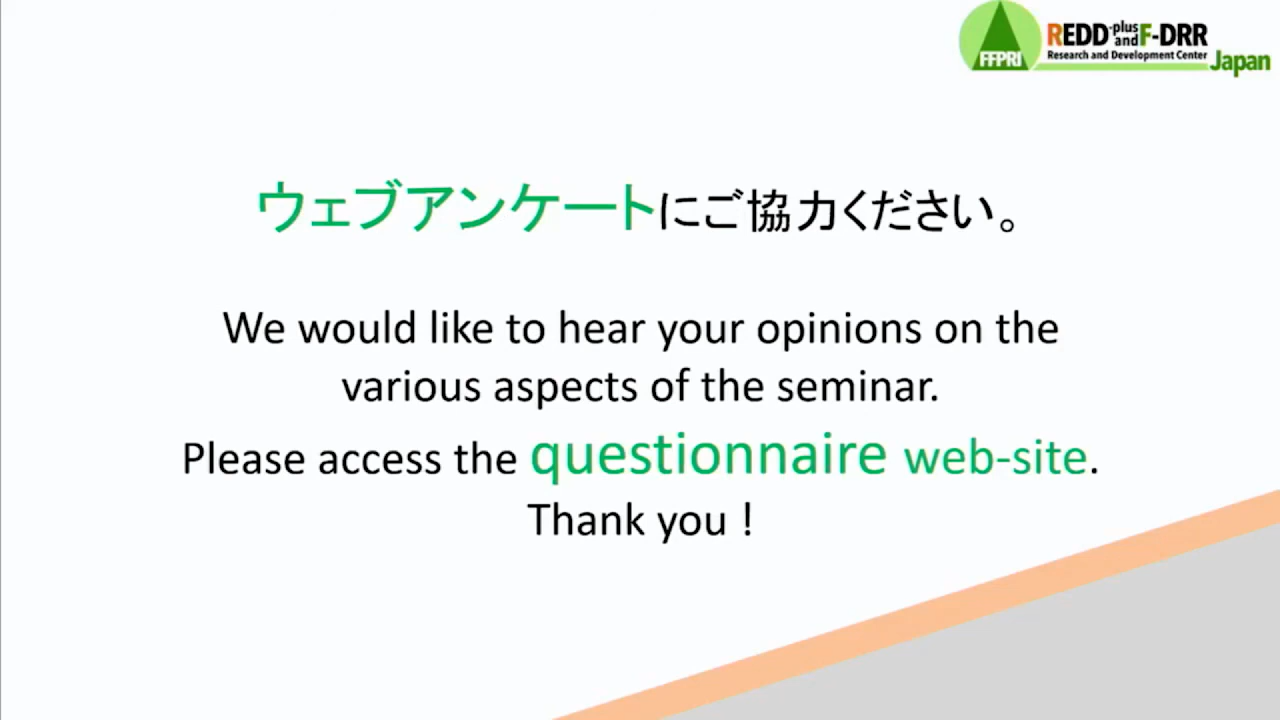 REDD-plus and F-DRR
FFPRI
Research and Development Center Japan
ウェブアンケートにご協力ください。
We would like to hear your opinions on the
various aspects of the seminar.
Please access the questionnaire web-site.
Thank you !